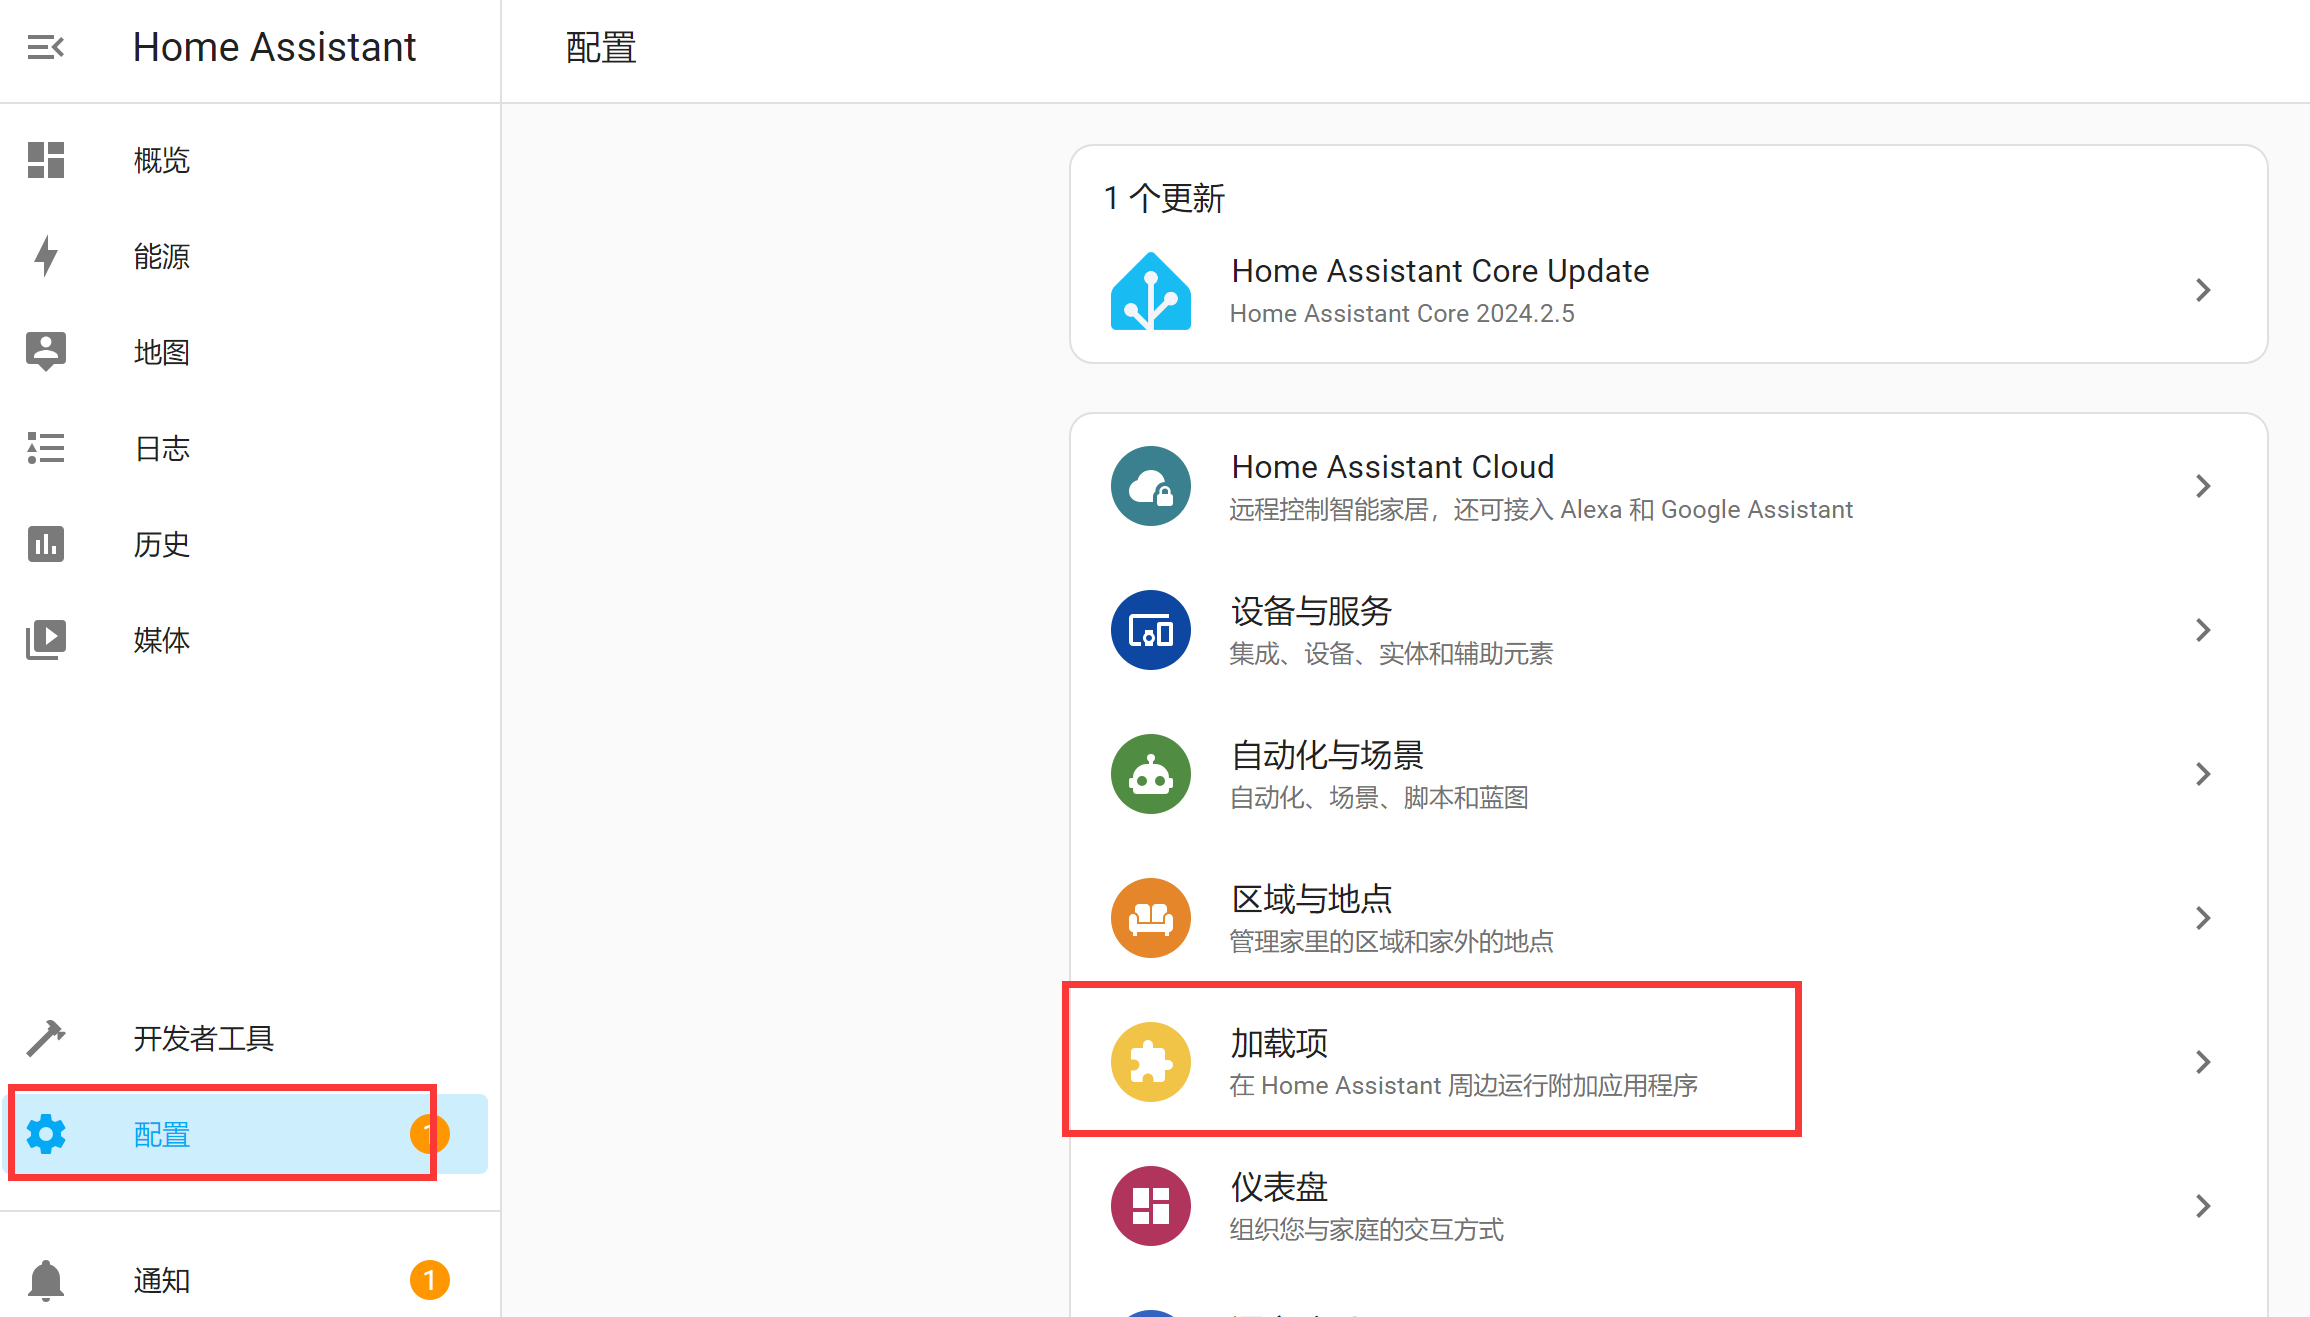 Home Assistant
配置
概览
能源
地图
日志
历史
媒体
开发者工具
配置
通知
1
1 个更新
Home Assistant Core Update
Home Assistant Core 2024.2.5
Home Assistant Cloud
远程控制智能家居，还可接入 Alexa 和 Google Assistant
设备与服务
集成、设备、实体和辅助元素
自动化与场景
自动化、场景、脚本和蓝图
区域与地点
管理家里的区域和家外的地点
加载项
在 Home Assistant 周边运行附加应用程序
仪表盘
组织您与家庭的交互方式